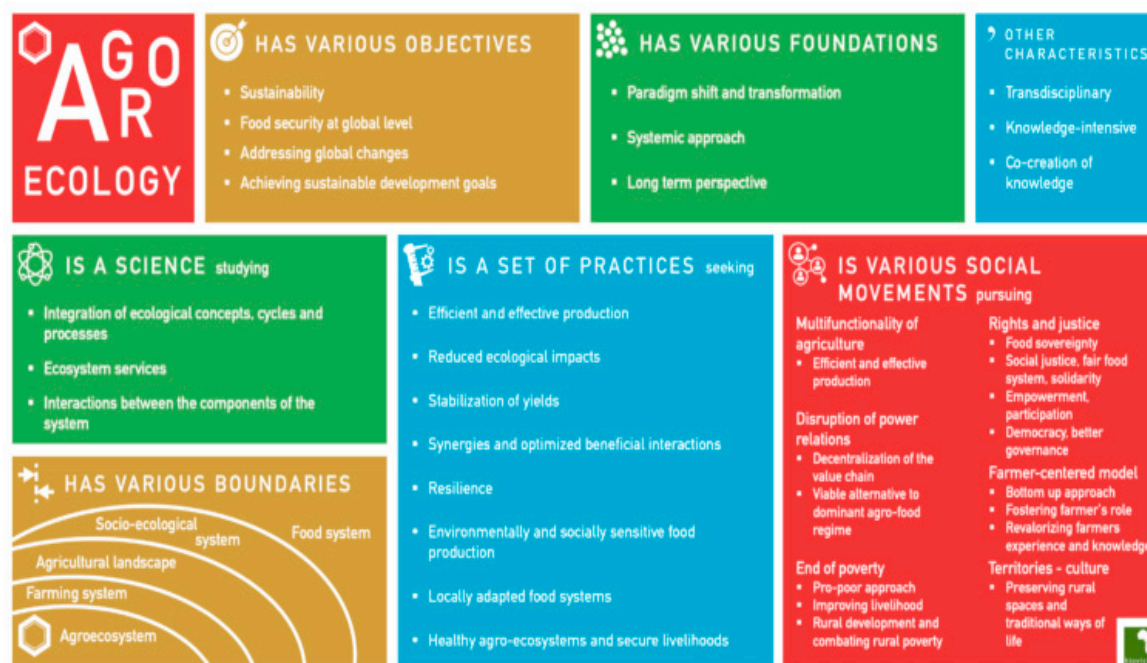 AGRO
ECOLOGY
HAS VARIOUS OBJECTIVES
Sustainability
Food security at global level
Addressing global changes
Achieving sustainable development goals
HAS VARIOUS FOUNDATIONS
Paradigm shift and transformation
Systemic approach
Long term perspective
OTHER
CHARACTERISTICS
Transdisciplinary
Knowledge-intensive
Co-creation of
knowledge
IS A SCIENCE studying
Integration of ecological concepts, cycles and
processes
Ecosystem services
Interactions between the components of the
system
HAS VARIOUS BOUNDARIES
Socio-ecological
system
Food system
Agricultural landscape
Farming system
Agroecosystem
IS A SET OF PRACTICES seeking
Efficient and effective production
Reduced ecological impacts
Stabilization of yields
Synergies and optimized beneficial interactions
Resilience
Environmentally and socially sensitive food
production
Locally adapted food systems
Healthy agro-ecosystems and secure livelihoods
IS VARIOUS SOCIAL
MOVEMENTS pursuing
Multifunctionality of
agriculture
Efficient and effective
production
Disruption of power
relations
Decentralization of the
value chain
Viable alternative to
dominant agro-food
regime
End of poverty
Pro-poor approach
Improving livelihood
Rural development and
combating rural poverty
Rights and justice
Food sovereignty
Social justice, fair food
system, solidarity
Empowerment,
participation
Democracy, better
governance
Farmer-centered model
Bottom up approach
Fostering farmer's role
Revalorizing farmers
experience and knowledge
Territories - culture
Preserving rural
spaces and
traditional ways of
life